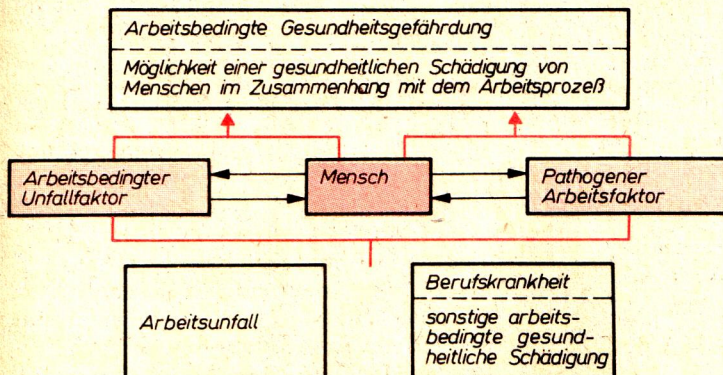 Arbeitsbedingte Gesundheitsgefährdung
Möglichkeit einer gesundheitlichen Schädigung von
Menschen im Zusammenhang mit dem Arbeitsprozeß
Arbeitsbedingter
Unfallfaktor
Mensch
Pathogener
Arbeitsfaktor
Arbeitsunfall
Berufskrankheit
sonstige arbeits-
bedingte gesund-
heitliche Schädigung